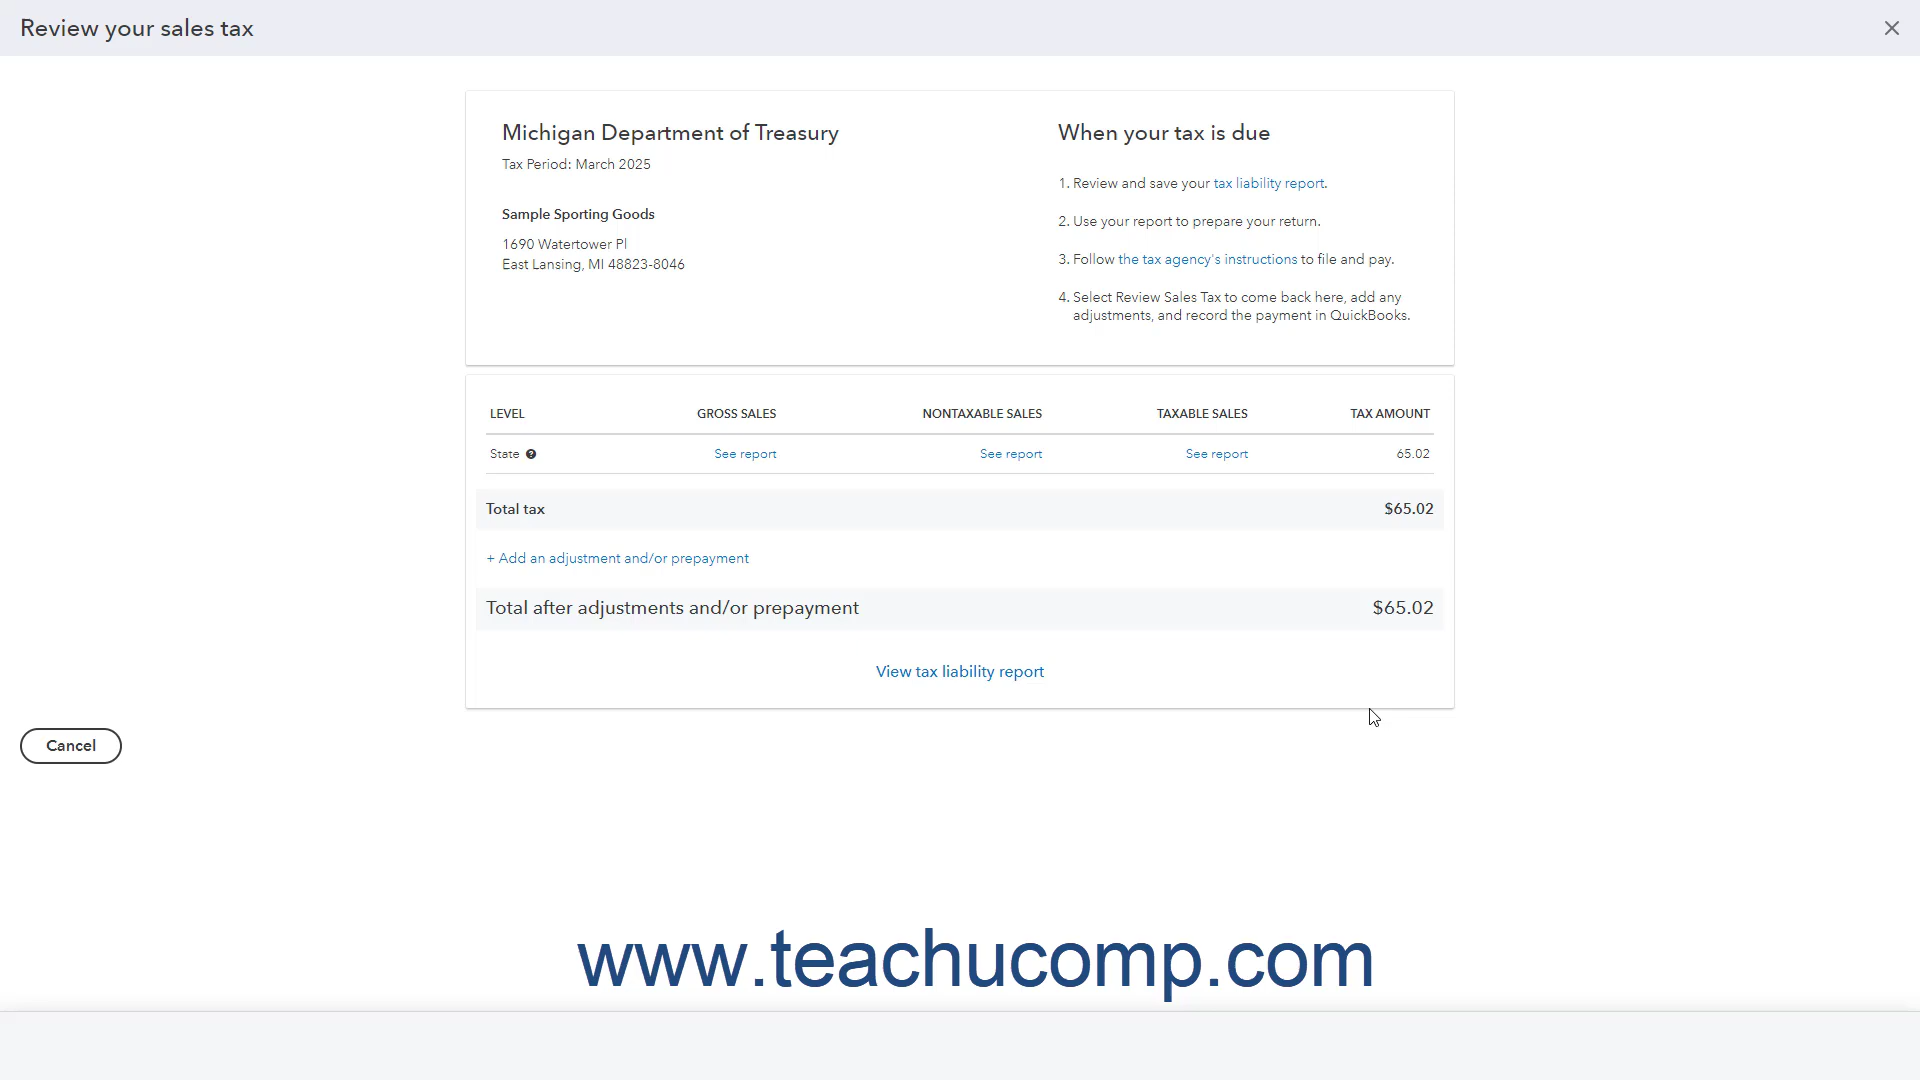 Review your sales tax
Michigan Department of Treasury
Tax Period: March 2025
Sample Sporting Goods
1690 Watertower Pl
East Lansing, MI 48823-8046
When your tax is due
1. Review and save your tax liability report.
2. Use your report to prepare your return.
3. Follow the tax agency's instructions to file and pay.
4. Select Review Sales Tax to come back here, add any
adjustments, and record the payment in QuickBooks.
LEVEL GROSS SALES NONTAXABLE SALES TAXABLE SALES TAX AMOUNT
State See report See report See report 65.02
Total tax $65.02
+ Add an adjustment and/or prepayment
Total after adjustments and/or prepayment $65.02
View tax liability report
Cancel
www.teachucomp.com